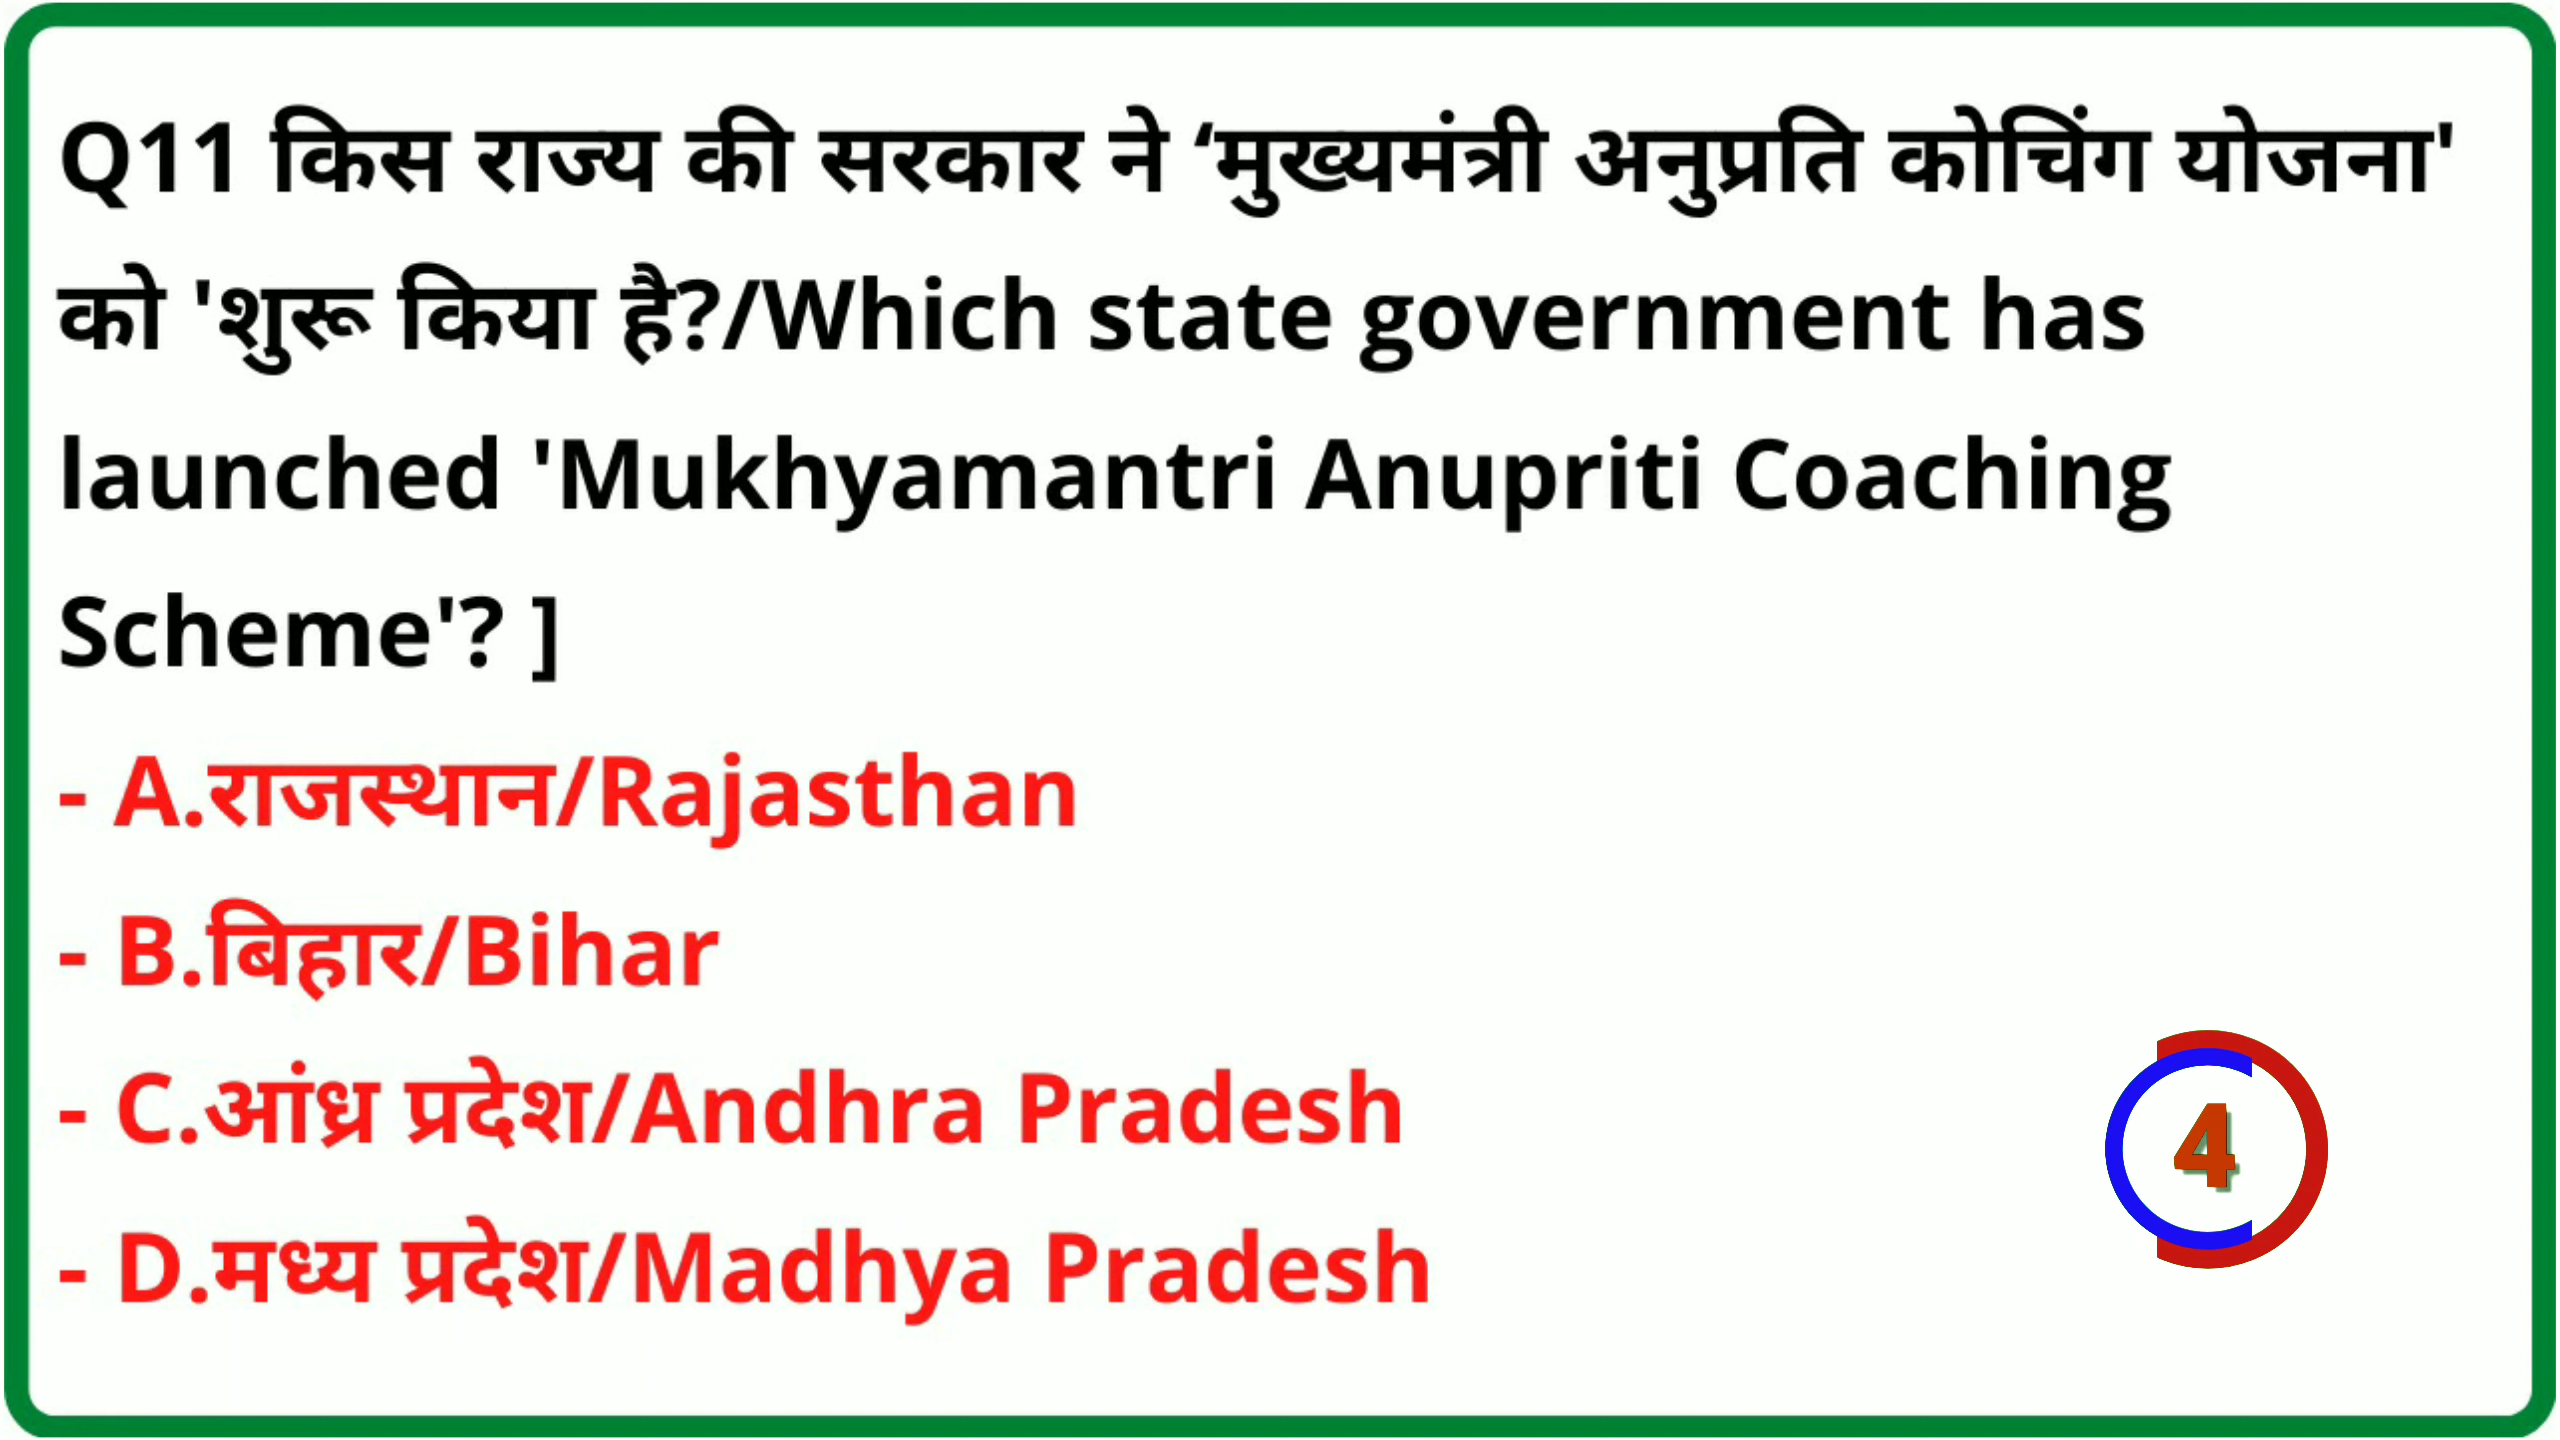 Q11 किस राज्य की सरकार ने ‘मुख्यमंत्री अनुप्रति कोचिंग योजना'
को 'शुरू किया है?/Which state government has
launched 'Mukhyamantri Anupriti Coaching
Scheme'? ]
- A.राजस्थान/Rajasthan
- B.बिहार/Bihar
- C.आंध्र प्रदेश/Andhra Pradesh
- D.मध्य प्रदेश/Madhya Pradesh
4